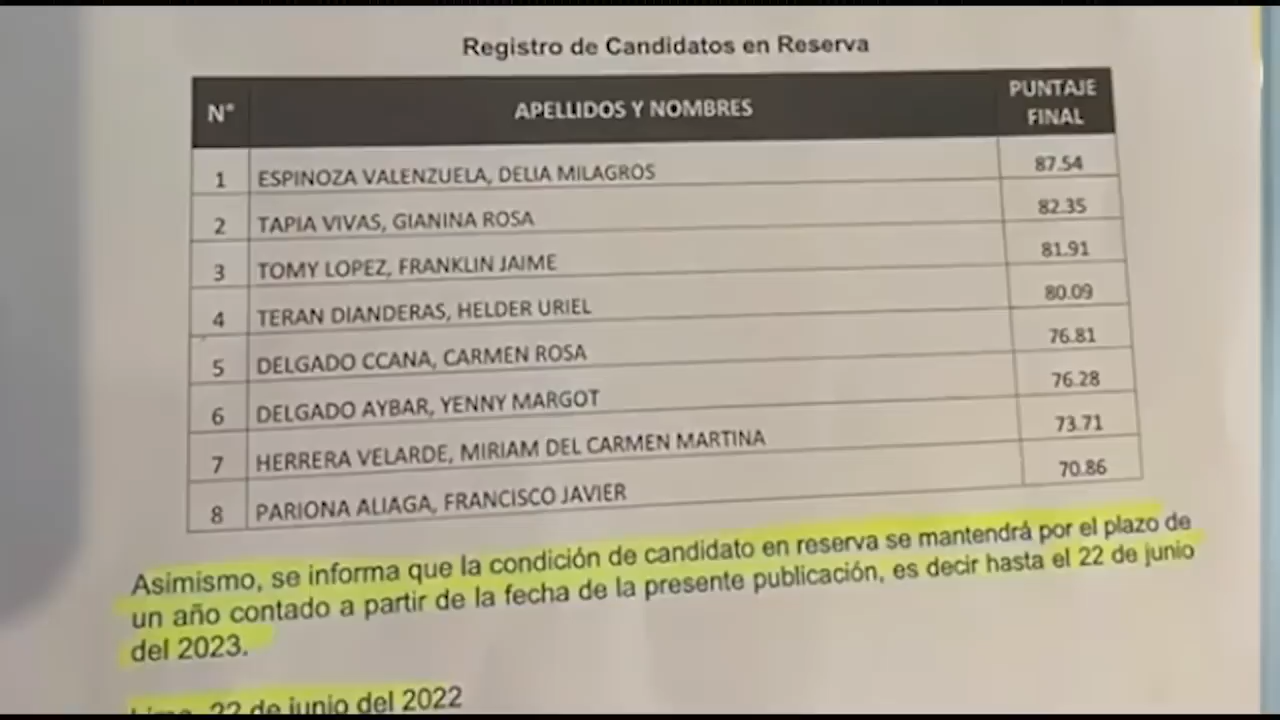 Registro de Candidatos en Reserva
N° APELLIDOS Y NOMBRES PUNTAJE FINAL
1 ESPINOZA VALENZUELA, DELIA MILAGROS 87.54
2 TAPIA VIVAS, GIANINA ROSA 82.35
3 TOMY LOPEZ, FRANKLIN JAIME 81.91
4 TERAN DIANDERAS, HELDER URIEL 80.09
5 DELGADO CCANA, CARMEN ROSA 76.81
6 DELGADO AYBAR, YENNY MARGOT 76.28
7 HERRERA VELARDE, MIRIAM DEL CARMEN MARTINA 73.71
8 PARIONA ALIAGA, FRANCISCO JAVIER 70.86
Asimismo, se informa que la condición de candidato en reserva se mantendrá por el plazo de
un año contado a partir de la fecha de la presente publicación, es decir hasta el 22 de junio
del 2023.
Lima, 22 de junio del 2022